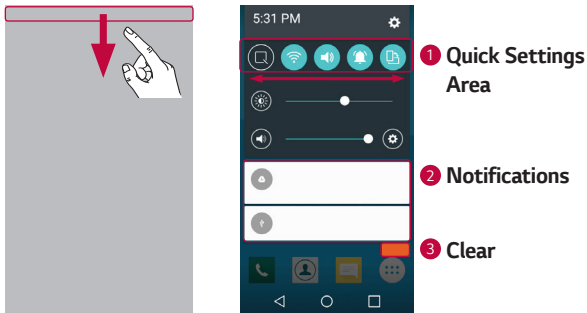 5:31 PM
1 Quick Settings
Area
2 Notifications
3 Clear